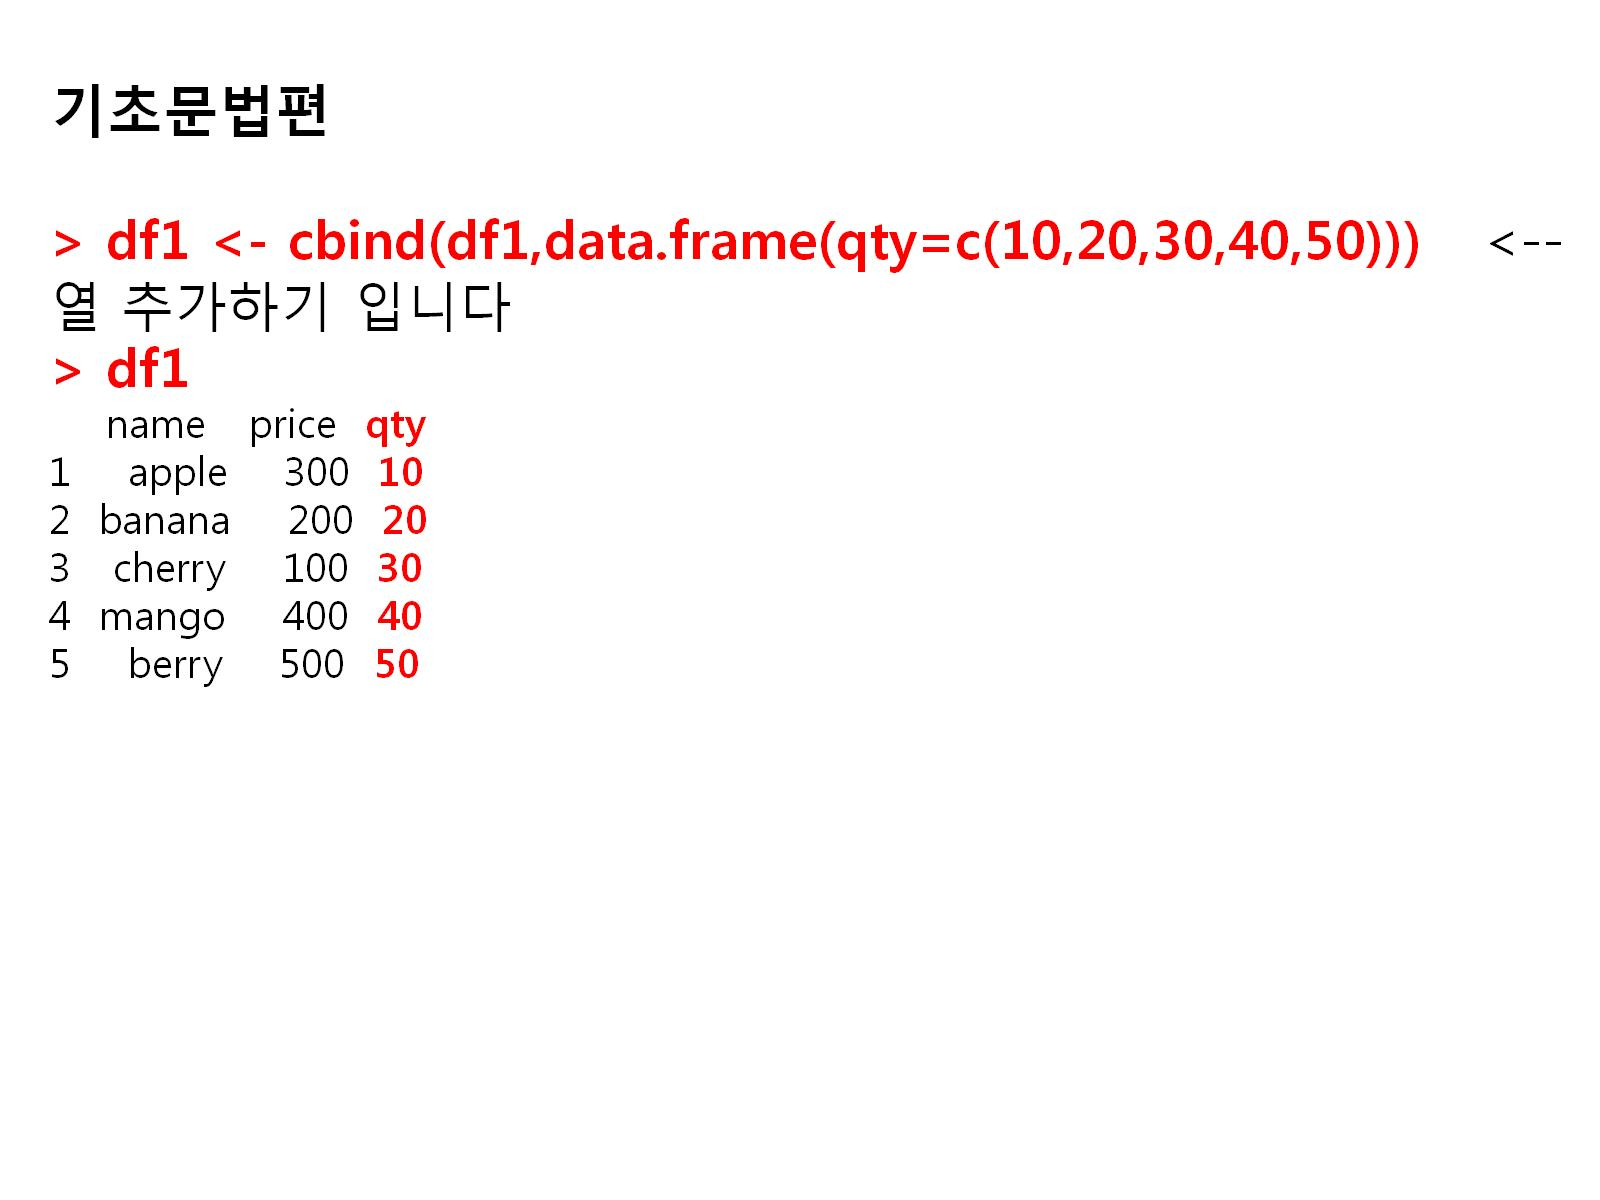 기초문법편
> df1 <- cbind(df1,data.frame(qty=c(10,20,30,40,50))) <--
열 추가하기 입니다
> df1
name price qty
1 apple 300 10
2 banana 200 20
3 cherry 100 30
4 mango 400 40
5 berry 500 50